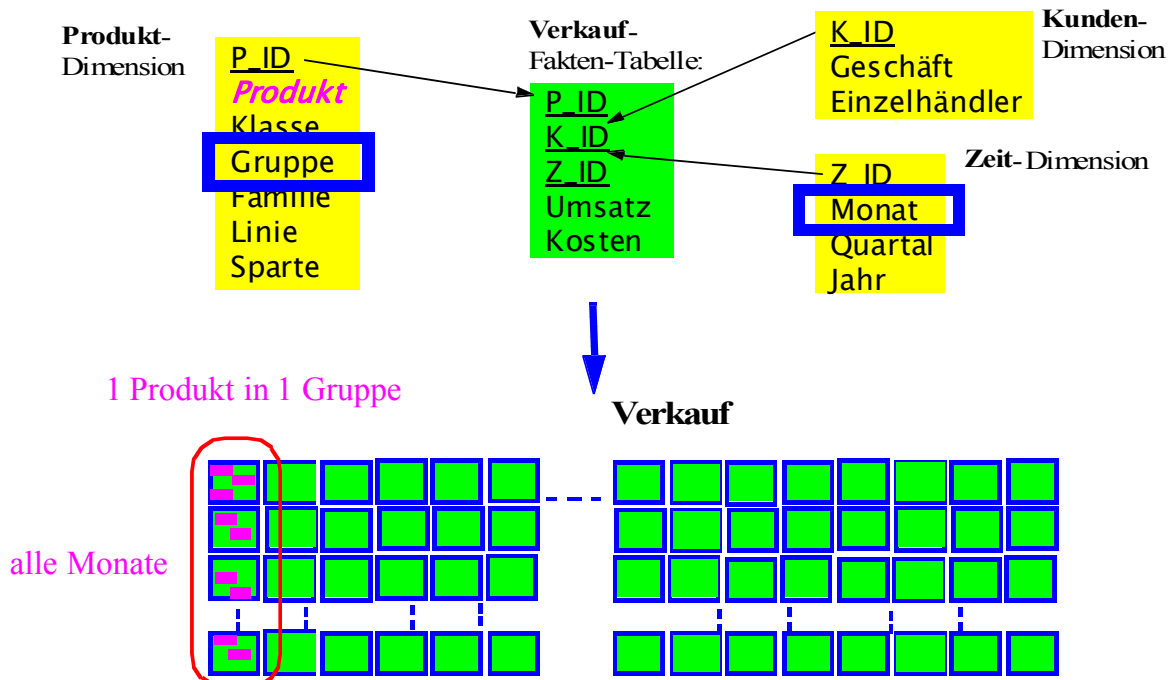 Produkt-
Dimension
P_ID
Produkt
Klasse
Gruppe
Familie
Linie
Sparte
Verkauf-
Fakten-Tabelle:
P_ID
K_ID
Z_ID
Umsatz
Kosten
K_ID
Geschäft
Einzelhändler
Kunden-
Dimension
Z_ID
Monat
Quartal
Jahr
Zeit-Dimension
1 Produkt in 1 Gruppe
Verkauf
alle Monate